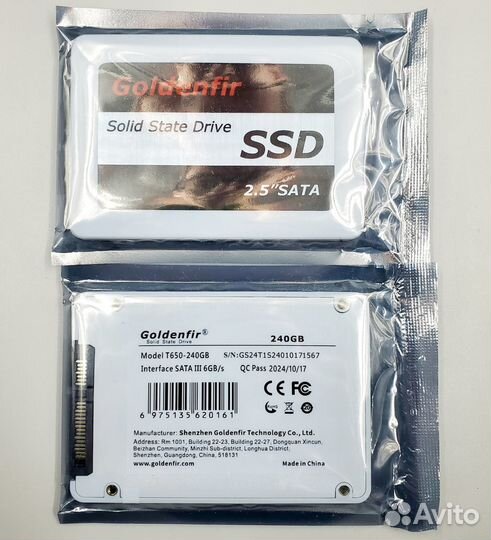 Goldenfir
Solid State Drive
SSD
2.5"SATA
Goldenfir®
Solid State Drive
240GB
Model T650-240GB
S/N:GS24T1S24010171567
Interface SATA III 6GB/s
QC Pass 2024/10/17
CE FC
6 975135 620161
Manufacturer: Shenzhen Goldenfir Technology Co., Ltd.
Address: Rm 1001, Building 22-23, Building 22-27, Dongquan Xincun,
Beizhan Community, Minzhi Sub-district, Longhua District,
Shenzhen, Guangdong, China, 518131
www.goldenfir.com
Made in China
Avito